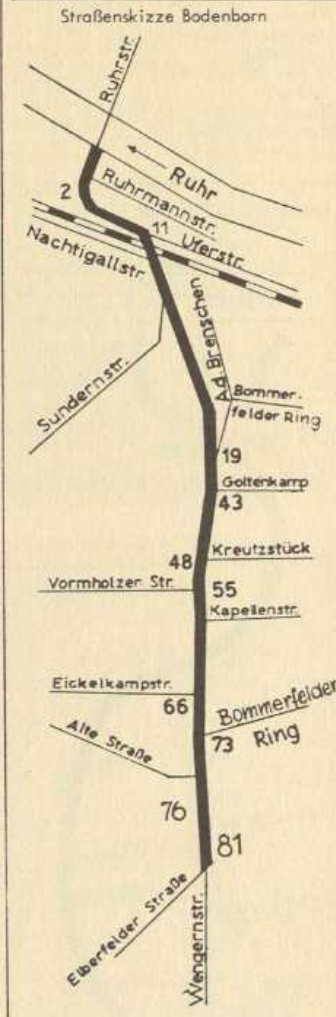 Straßenskizze Bodenborn
Ruhrstr.
Ruhr
2
Ruhrmannstr.
11
Uferstr.
Nachtigallstr.
Ad. Brenschen
Sundernstr.
Bommer.
felder Ring
19
Goltenkamp
43
48
Kreutzstück
Vormholzer Str.
55
Kapellenstr.
Eickelkampstr.
66
Bommerfelder
Ring
73
Alte Straße
76
81
Elberfelder Straße
Wengernstr.